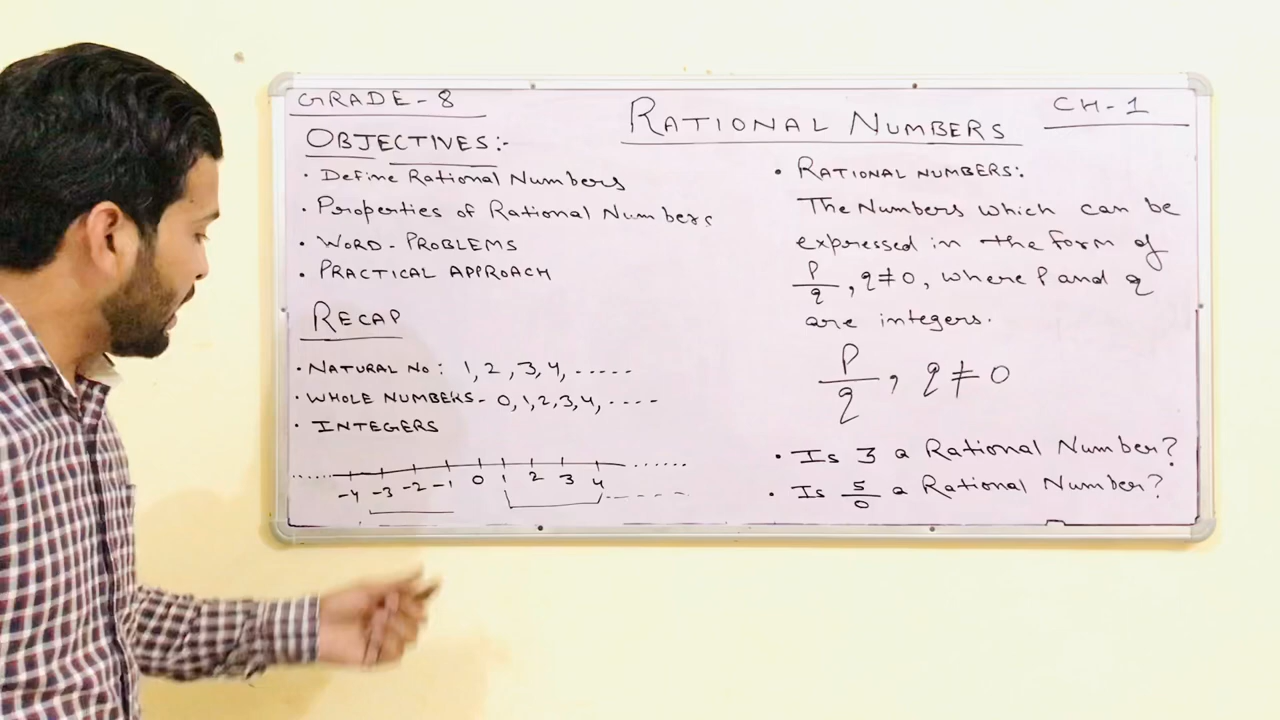 GRADE-8
RATIONAL NUMBERS
CH-1
OBJECTIVES:-
• Define Rational Numbers
• Properties of Rational Numbers
• WORD-PROBLEMS
• PRACTICAL APPROACH
RECAP
• NATURAL NO: 1, 2, 3, 4, -----
• WHOLE NUMBERS- 0, 1, 2, 3, 4, ----
• INTEGERS
...... -4 -3 -2 -1 0 1 2 3 4 ......
• RATIONAL NUMBERS:
The Numbers which can be
expressed in the form of
P/q, q≠0, where P and q
are integers.
P/q, q≠0
• Is 3 a Rational Number?
• Is 5/0 a Rational Number?